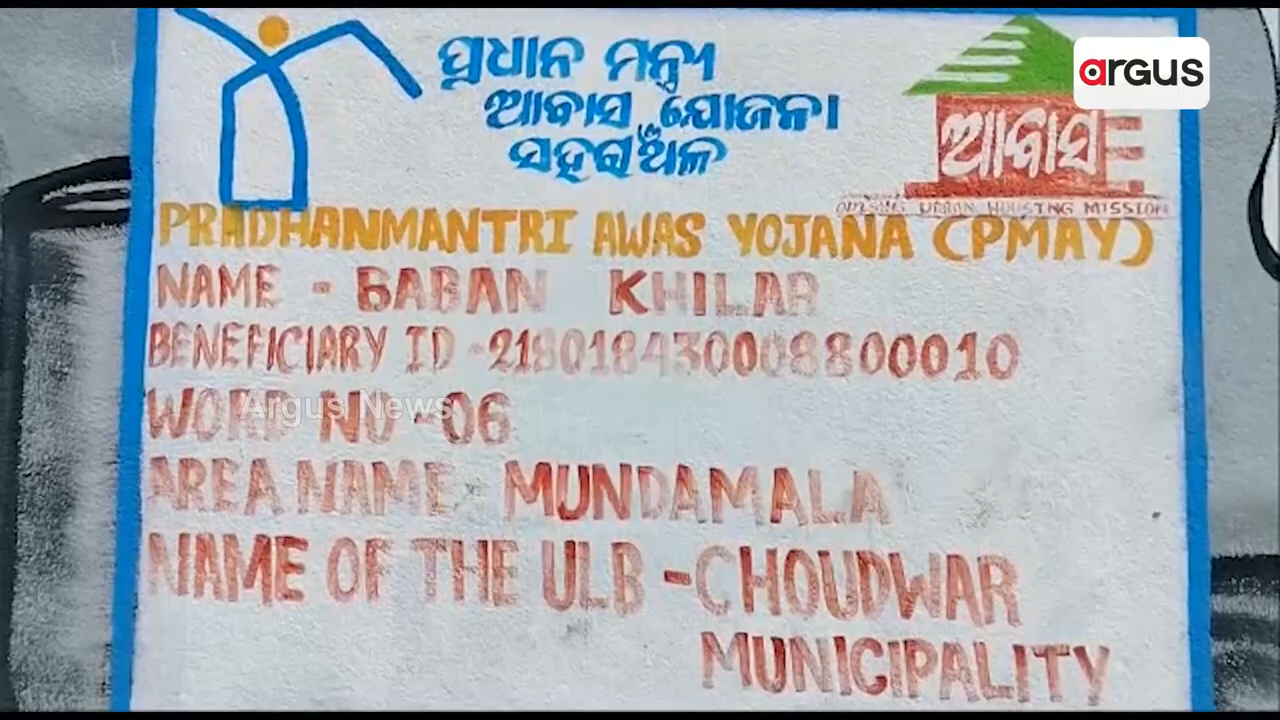 ପ୍ରଧାନ ମନ୍ତ୍ରୀ
ଆବାସ ଯୋଜନା
ସହରାଞ୍ଚଳ
argus
ଆବାସ
ODISHA URBAN HOUSING MISSION
PRADHANMANTRI AWAS YOJANA (PMAY)
NAME - BABAN KHILAR
BENEFICIARY ID -218018430008800010
WORD NO -06
Argus News
AREA NAME - MUNDAMALA
NAME OF THE ULB - CHOUDWAR
MUNICIPALITY